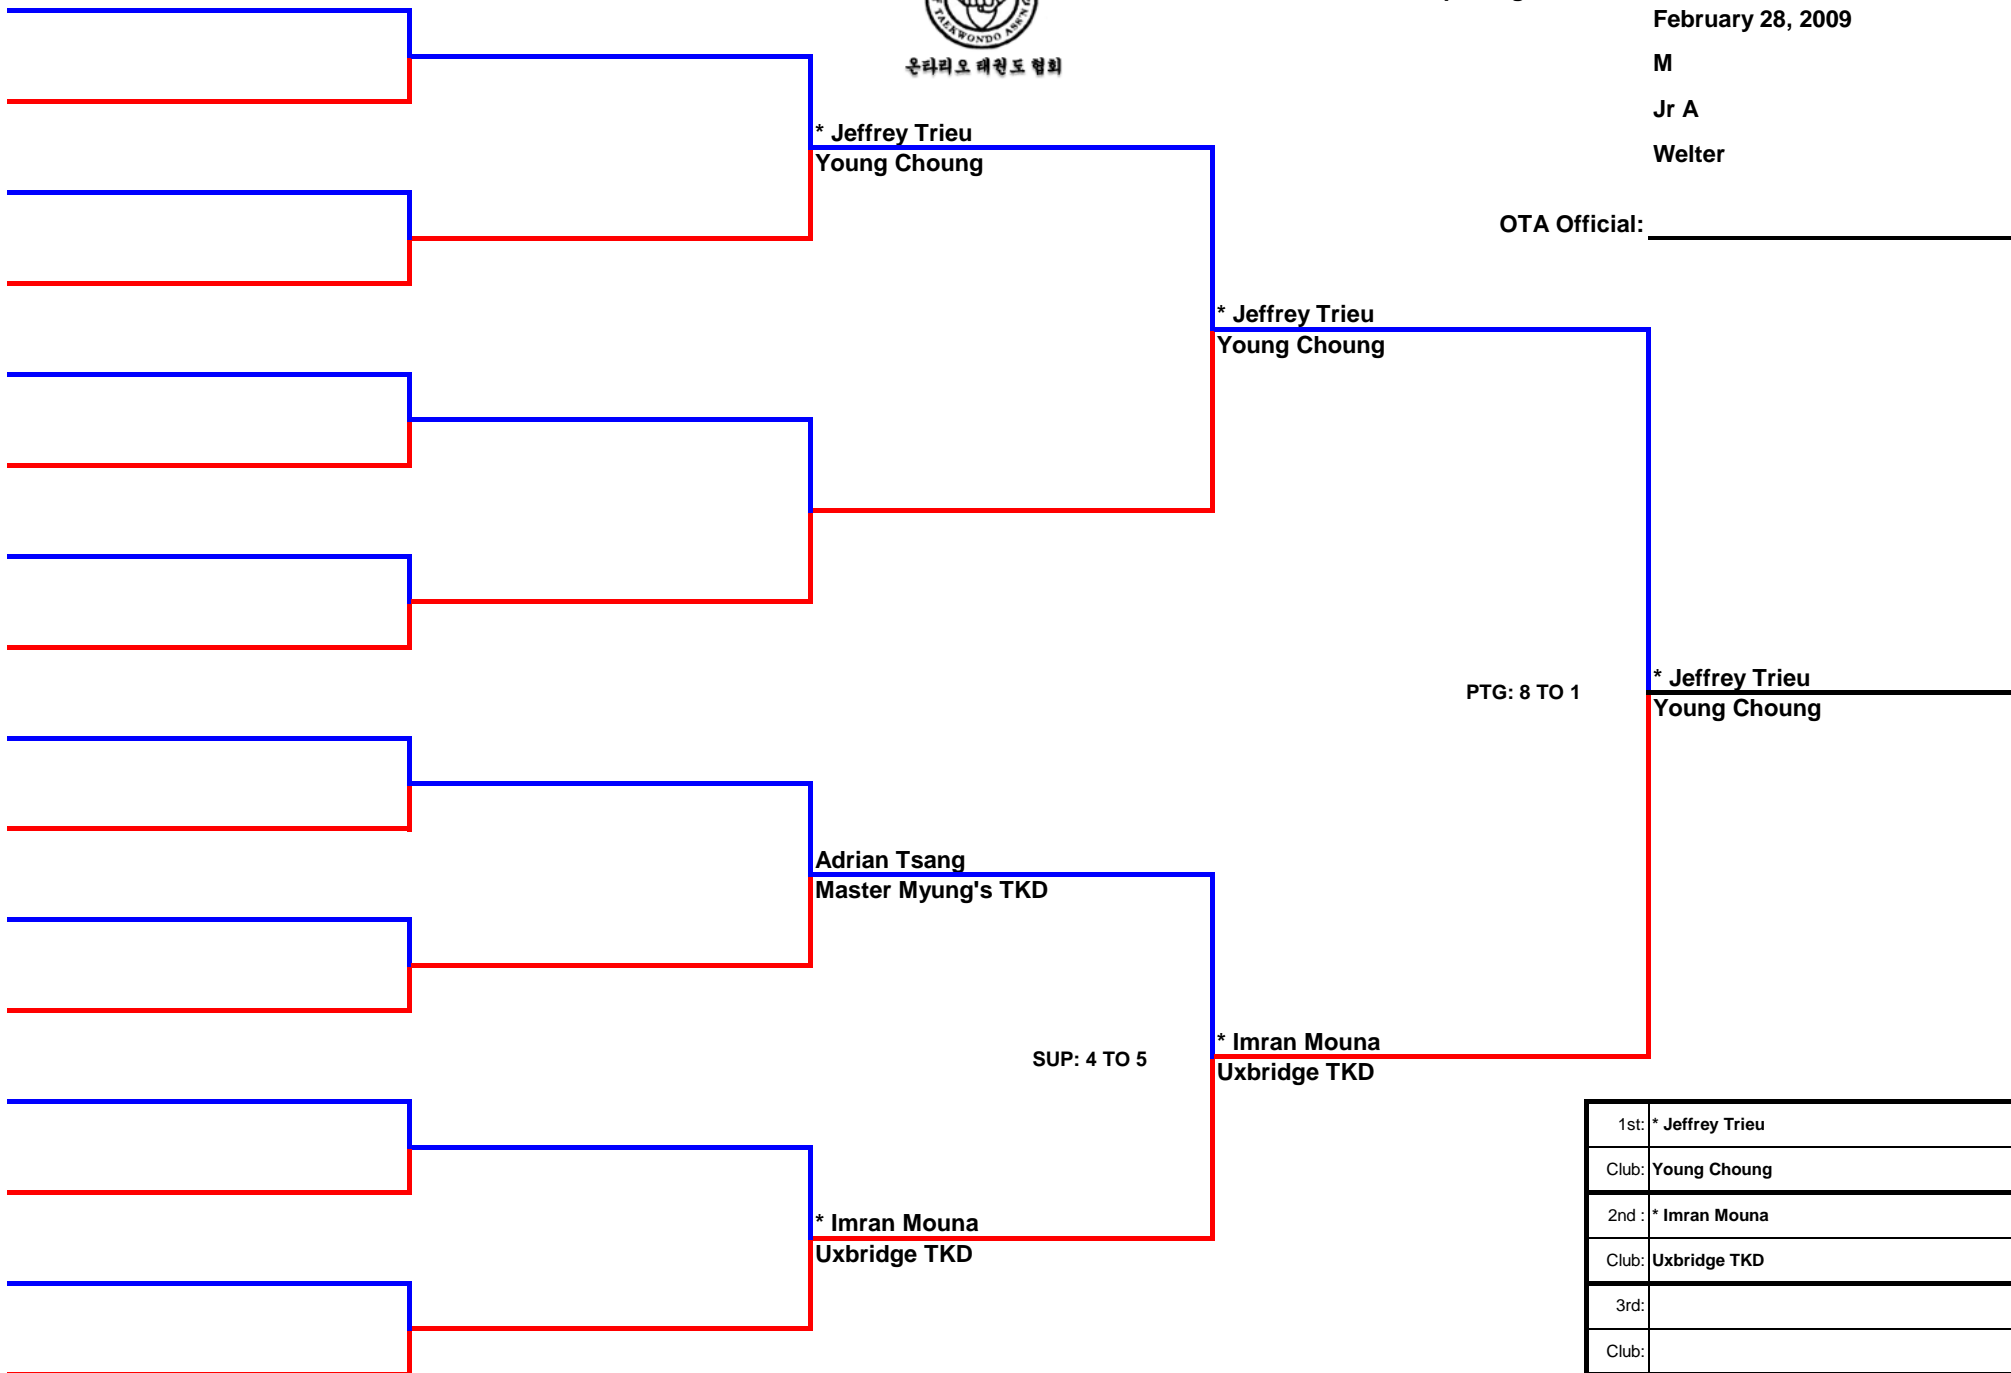 TAEKWONDO ASS'N
온타리오 태권도 협회
February 28, 2009
M
Jr A
Welter
OTA Official:
* Jeffrey Trieu
Young Choung
* Jeffrey Trieu
Young Choung
PTG: 8 TO 1
* Jeffrey Trieu
Young Choung
Adrian Tsang
Master Myung's TKD
SUP: 4 TO 5
* Imran Mouna
Uxbridge TKD
* Imran Mouna
Uxbridge TKD
1st: * Jeffrey Trieu
Club: Young Choung
2nd : * Imran Mouna
Club: Uxbridge TKD
3rd:
Club: